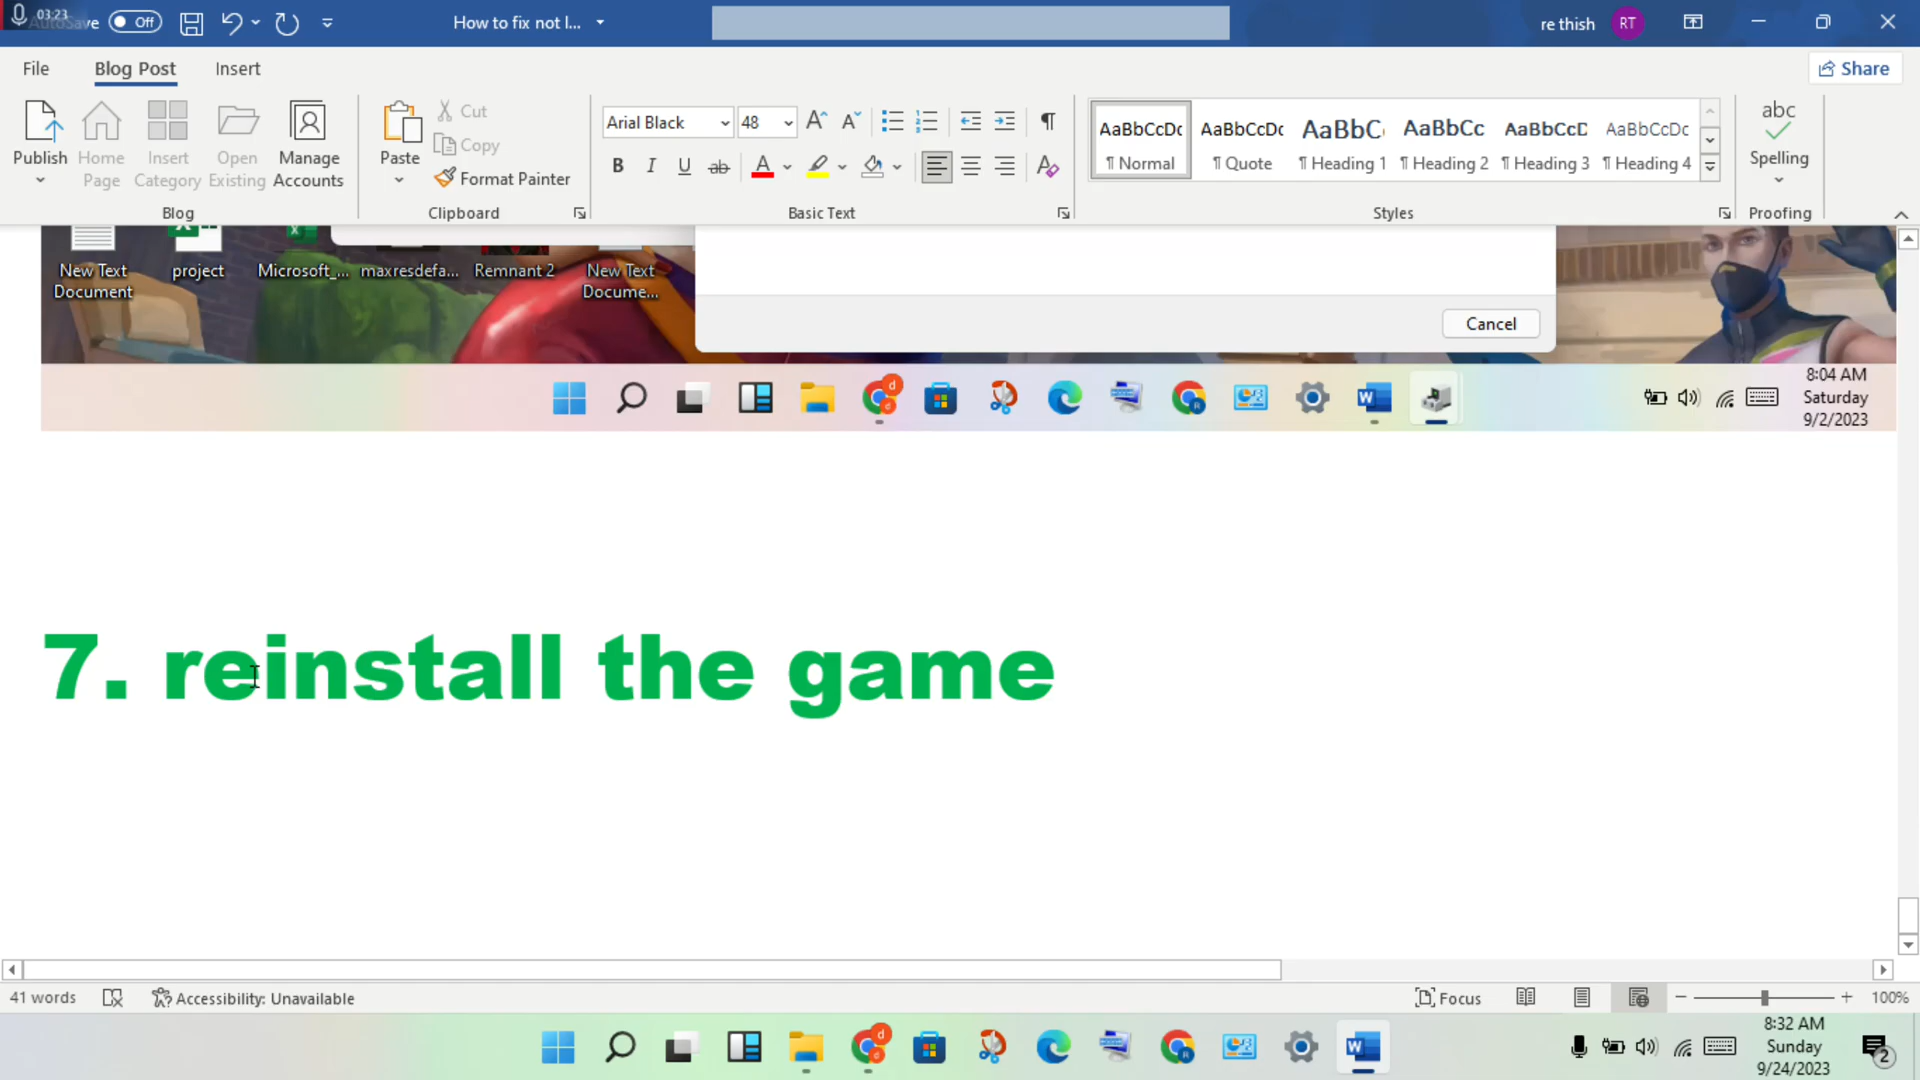 03:23
AutoSave Off
How to fix not l...
re thish
RT
File
Blog Post
Insert
Share
Publish
Home Page
Insert Category
Open Existing
Manage Accounts
Blog
Paste
Cut
Copy
Format Painter
Clipboard
Arial Black
48
Basic Text
AaBbCcDc
¶ Normal
AaBbCcDc
¶ Quote
AaBbC
¶ Heading 1
AaBbCc
¶ Heading 2
AaBbCcD
¶ Heading 3
AaBbCcDc
¶ Heading 4
Styles
abc
Spelling
Proofing
New Text Document
project
Microsoft_...
maxresdefa...
Remnant 2
New Text Docume...
Cancel
8:04 AM
Saturday
9/2/2023
7. reinstall the game
41 words
Accessibility: Unavailable
Focus
100%
8:32 AM
Sunday
9/24/2023
2